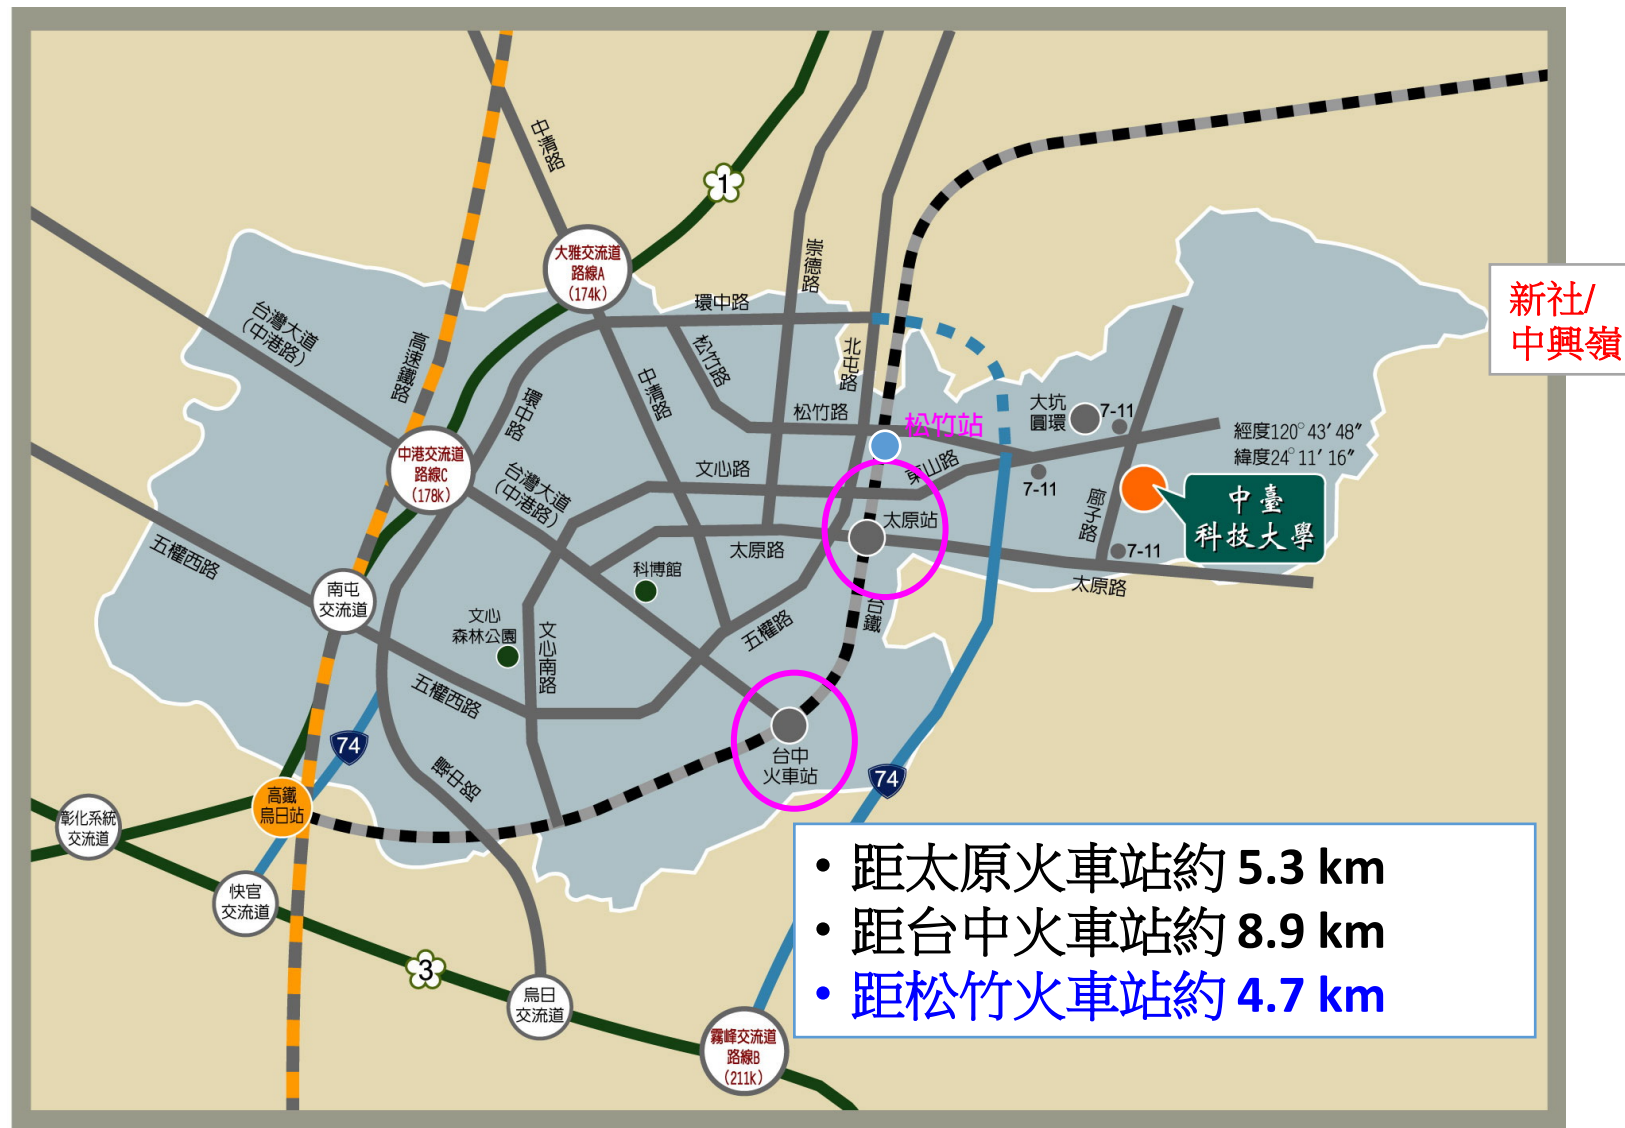 中清路
1
大雅交流道
路線A
(174K)
崇德路
環中路
新社/
中興嶺
台灣大道
(中港路)
高速鐵路
松竹路
北屯路
中清路
環中路
松竹路
松竹站
大坑
圓環
7-11
經度120° 43′ 48″
緯度24° 11′ 16″
中港交流道
路線C
(178K)
台灣大道
(中港路)
文心路
東山路
7-11
廍子路
中臺
科技大學
太原站
太原路
7-11
太原路
五權西路
南屯
交流道
科博館
文心
森林公園
文心南路
五權路
台鐵
五權西路
74
環中路
台中
火車站
74
高鐵
烏日站
彰化系統
交流道
快官
交流道
3
烏日
交流道
霧峰交流道
路線B
(211K)
• 距太原火車站約 5.3 km
• 距台中火車站約 8.9 km
• 距松竹火車站約 4.7 km